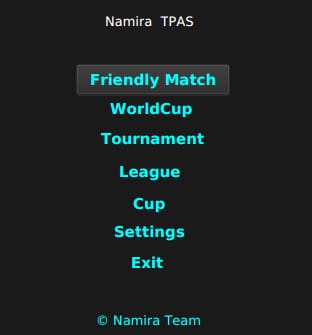 Namira TPAS
Friendly Match
WorldCup
Tournament
League
Cup
Settings
Exit
© Namira Team